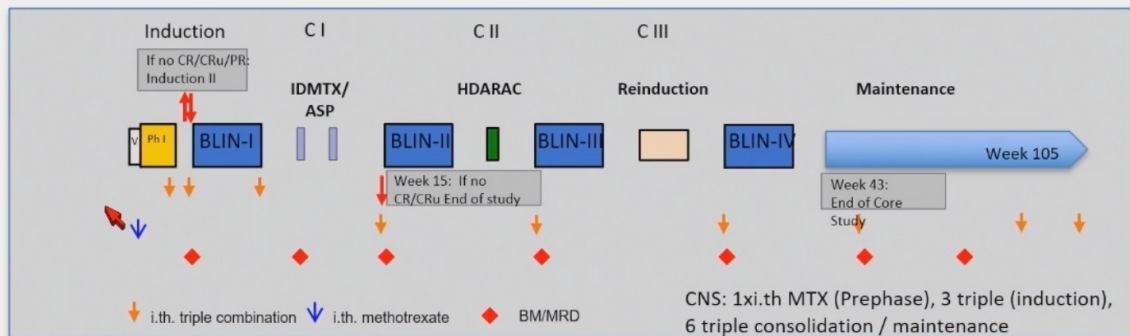 Induction
C I
C II
C III
If no CR/CRu/PR:
Induction II
IDMTX/
ASP
HDARAC
Reinduction
Maintenance
V
Ph I
BLIN-I
BLIN-II
BLIN-III
BLIN-IV
Week 105
Week 15: If no
CR/CRu End of study
Week 43:
End of Core
Study
i.th. triple combination
i.th. methotrexate
BM/MRD
CNS: 1xi.th MTX (Prephase), 3 triple (induction),
6 triple consolidation / maintenance